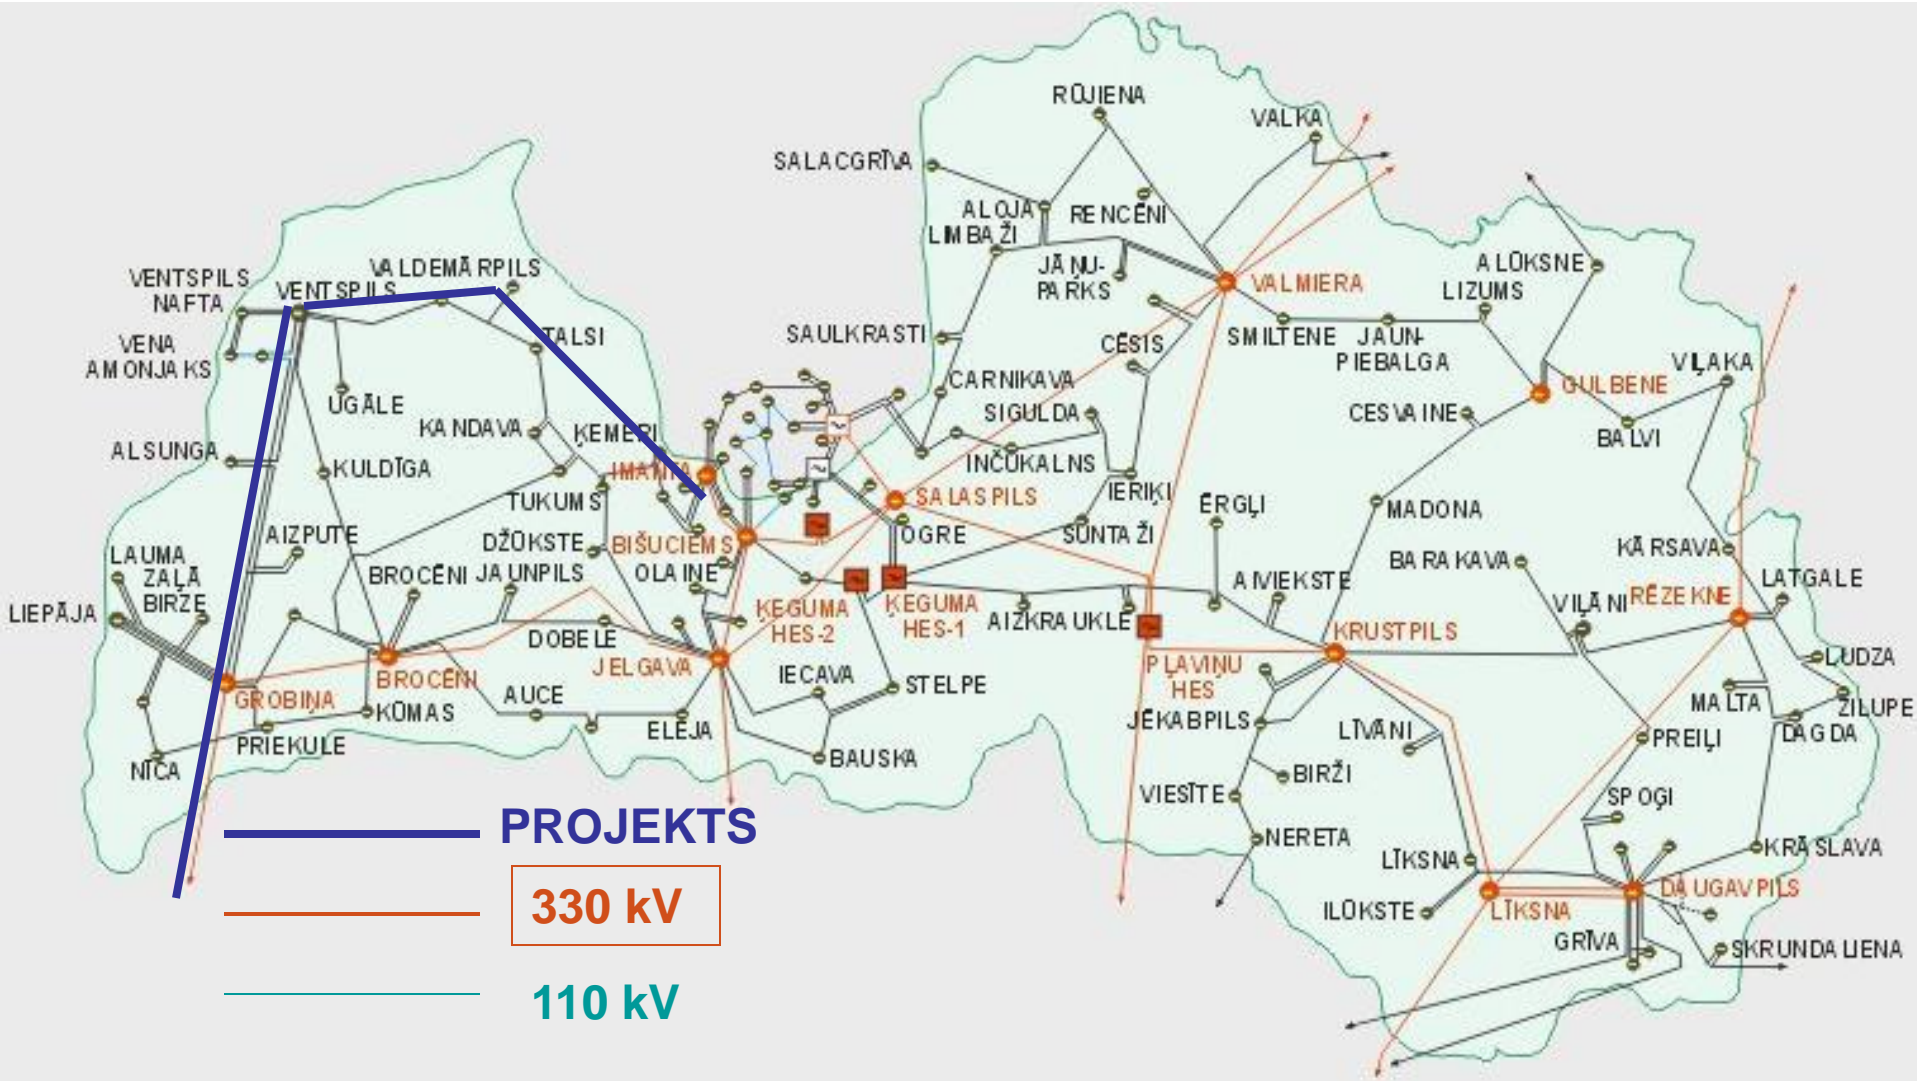 RŪJIENA
VALKA
SALACGRĪVA
ALOJA
RENCĒNI
LIMBAŽI
VENTSPILS
NAFTA
VENTSPILS
VALDEMĀRPILS
JĀŅU-
PARKS
VALMIERA
ALŪKSNE
LIZUMS
VENA
AMONJAKS
TALSI
SAULKRASTI
CĒSIS
SMILTENE
JAUN-
PIEBALGA
VIĻAKA
UGĀLE
CARNIKAVA
GULBENE
KANDAVA
ĶEMERI
SIGULDA
CESVAINE
BALVI
ALSUNGA
KULDĪGA
IMANTA
INČUKALNS
TUKUMS
SALASPILS
IERIĶI
ĒRGĻI
MADONA
AIZPUTE
DŽŪKSTE
BIŠUCIEMS
OGRE
SUNTAŽI
BARAKAVA
KĀRSAVA
LAUMA
ZAĻĀ
BIRZE
BROCĒNI
JAUNPILS
OLAINE
AIVIEKSTE
LATGALE
LIEPĀJA
ĶEGUMA
HES-2
ĶEGUMA
HES-1
AIZKRAUKLE
VIĻĀNI
RĒZEKNE
DOBELE
JELGAVA
KRUSTPILS
LUDZA
GROBIŅA
BROCĒNI
AUCE
IECAVA
STELPE
PĻAVIŅU
HES
MALTA
ZILUPE
KŪMAS
ELEJA
JĒKABPILS
LĪVĀNI
PREIĻI
DAGDA
PRIEKULE
NĪCA
BAUSKA
BIRŽI
VIESĪTE
SPOĢI
PROJEKTS
NERETA
LĪKSNA
KRĀSLAVA
330 kV
ILŪKSTE
LĪKSNA
DAUGAVPILS
GRĪVA
SKRUNDALIENA
110 kV